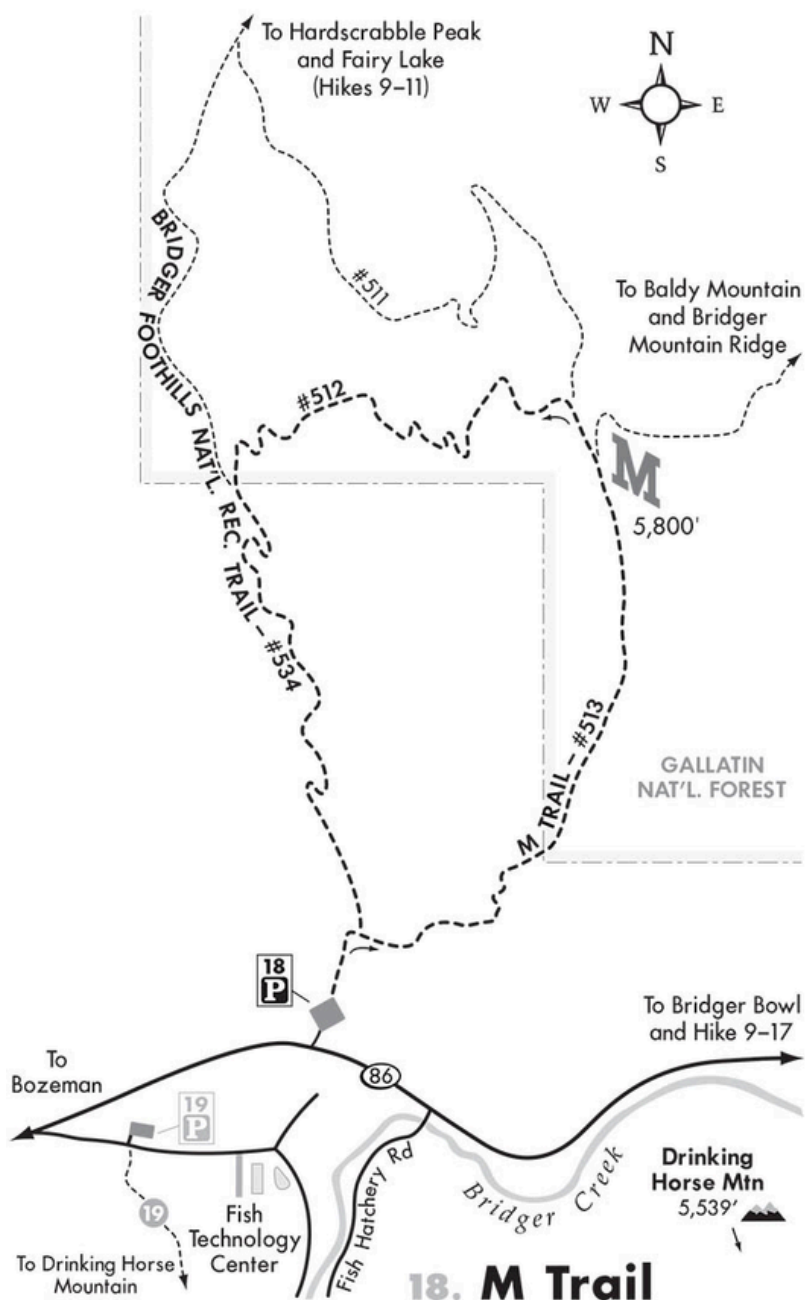 To Hardscrabble Peak
and Fairy Lake
(Hikes 9–11)
N
W
E
S
BRIDGER FOOTHILLS NAT'L. REC. TRAIL – #534
#511
To Baldy Mountain
and Bridger
Mountain Ridge
#512
M
5,800'
M TRAIL – #513
GALLATIN
NAT'L. FOREST
18
P
To Bridger Bowl
and Hike 9–17
To
Bozeman
86
19
P
Fish Hatchery Rd
Bridger Creek
Drinking
Horse Mtn
5,539'
19
Fish
Technology
Center
To Drinking Horse
Mountain
18. M Trail